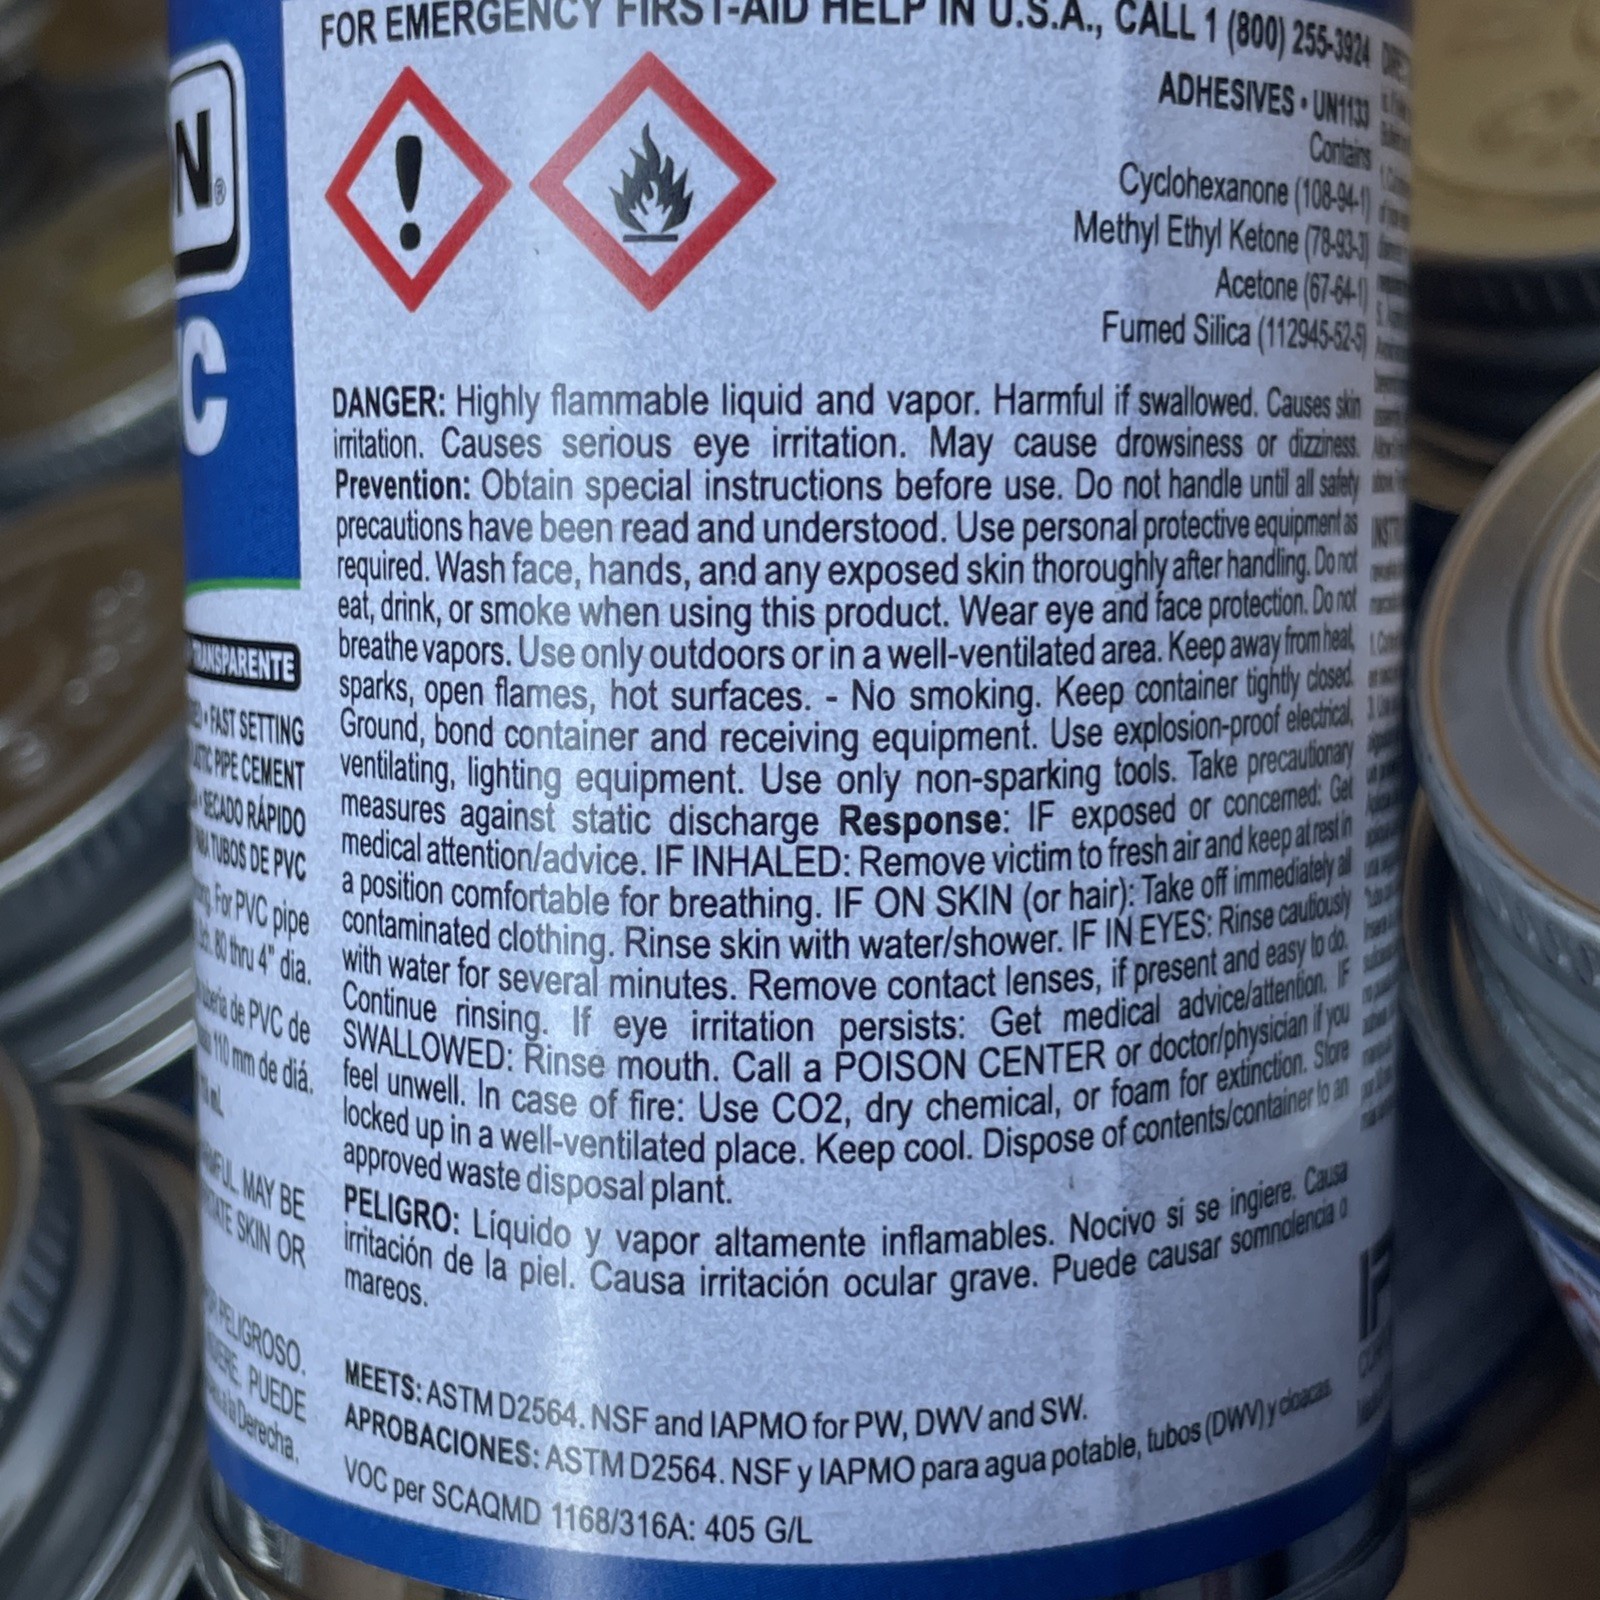 FOR EMERGENCY FIRST-AID HELP IN U.S.A., CALL 1 (800) 255-3924
ADHESIVES • UN1133
Contains
Cyclohexanone (108-94-1)
Methyl Ethyl Ketone (78-93-3)
Acetone (67-64-1)
Fumed Silica (112945-52-5)
DANGER: Highly flammable liquid and vapor. Harmful if swallowed. Causes skin
irritation. Causes serious eye irritation. May cause drowsiness or dizziness.
Prevention: Obtain special instructions before use. Do not handle until all safety
precautions have been read and understood. Use personal protective equipment as
required. Wash face, hands, and any exposed skin thoroughly after handling. Do not
eat, drink, or smoke when using this product. Wear eye and face protection. Do not
breathe vapors. Use only outdoors or in a well-ventilated area. Keep away from heat,
sparks, open flames, hot surfaces. - No smoking. Keep container tightly closed.
Ground, bond container and receiving equipment. Use explosion-proof electrical,
ventilating, lighting equipment. Use only non-sparking tools. Take precautionary
measures against static discharge Response: IF exposed or concerned: Get
medical attention/advice. IF INHALED: Remove victim to fresh air and keep at rest in
a position comfortable for breathing. IF ON SKIN (or hair): Take off immediately all
contaminated clothing. Rinse skin with water/shower. IF IN EYES: Rinse cautiously
with water for several minutes. Remove contact lenses, if present and easy to do.
Continue rinsing. If eye irritation persists: Get medical advice/attention. IF
SWALLOWED: Rinse mouth. Call a POISON CENTER or doctor/physician if you
feel unwell. In case of fire: Use CO2, dry chemical, or foam for extinction. Store
locked up in a well-ventilated place. Keep cool. Dispose of contents/container to an
approved waste disposal plant.
PELIGRO: Líquido y vapor altamente inflamables. Nocivo si se ingiere. Causa
irritación de la piel. Causa irritación ocular grave. Puede causar somnolencia o
mareos.
MEETS: ASTM D2564. NSF and IAPMO for PW, DWV and SW.
APROBACIONES: ASTM D2564. NSF y IAPMO para agua potable, tubos (DWV) y cloacas.
VOC per SCAQMD 1168/316A: 405 G/L
N®
C
TRANSPARENTE
• FAST SETTING
PIPE CEMENT
• SECADO RÁPIDO
TUBOS DE PVC
For PVC pipe
80 thru 4" dia.
de PVC de
110 mm de diá.
mL
MAY BE
SKIN OR
PELIGROSO.
PUEDE
Derecha.